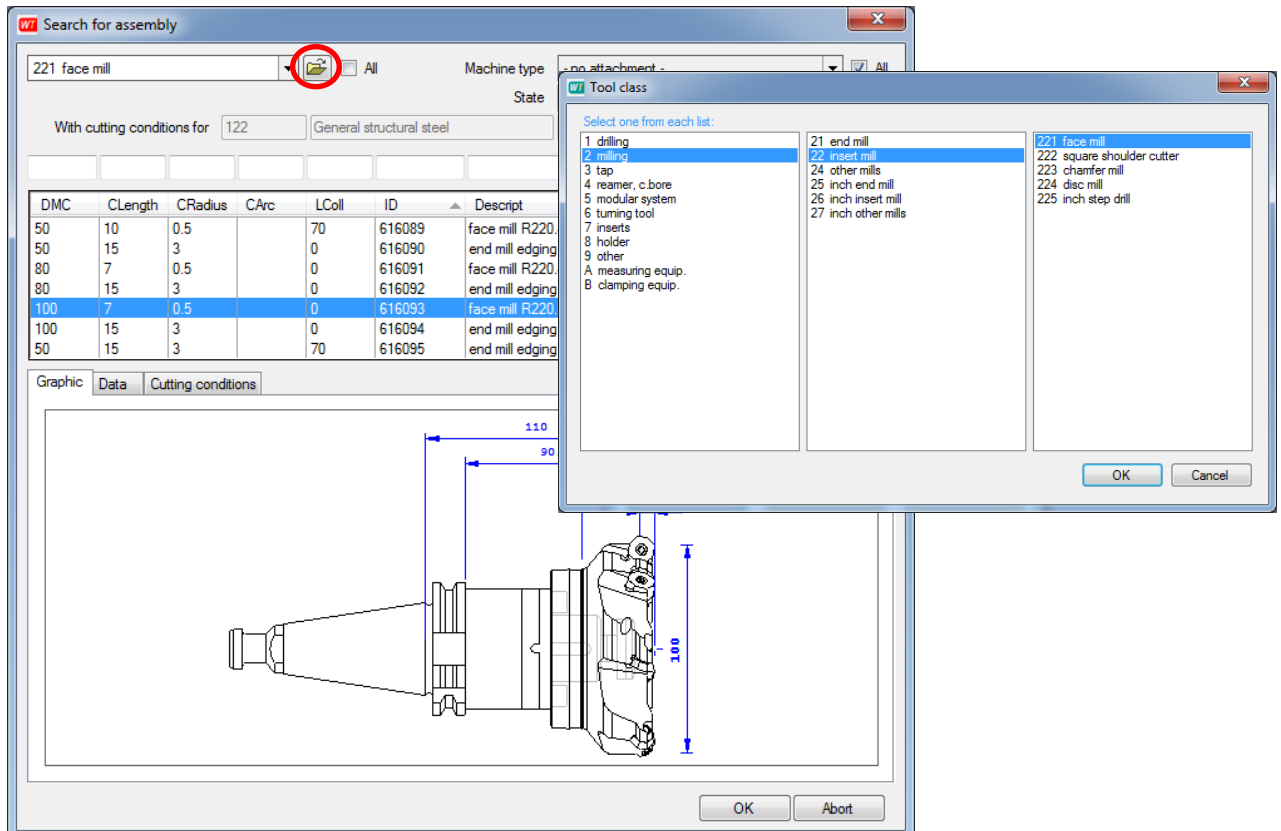 WT Search for assembly
221 face mill All Machine type - no attachment - All
State
With cutting conditions for 122 General structural steel
DMC CLength CRadius CArc LColl ID Descript
50 10 0.5 70 616089 face mill R220.
50 15 3 0 616090 end mill edging
80 7 0.5 0 616091 face mill R220.
80 15 3 0 616092 end mill edging
100 7 0.5 0 616093 face mill R220.
100 15 3 0 616094 end mill edging
50 15 3 70 616095 end mill edging
Graphic Data Cutting conditions
110
90
100
OK Abort
WT Tool class
Select one from each list:
1 drilling
2 milling
3 tap
4 reamer, c.bore
5 modular system
6 turning tool
7 inserts
8 holder
9 other
A measuring equip.
B clamping equip.
21 end mill
22 insert mill
24 other mills
25 inch end mill
26 inch insert mill
27 inch other mills
221 face mill
222 square shoulder cutter
223 chamfer mill
224 disc mill
225 inch step drill
OK Cancel